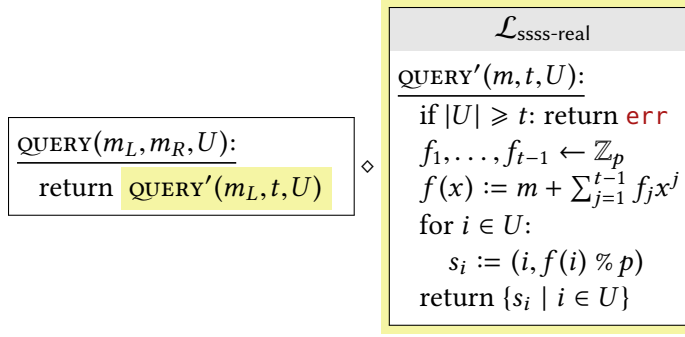 QUERY(m_L, m_R, U):
return QUERY′(m_L, t, U)
⋄
ℒ_ssss-real
QUERY′(m, t, U):
if |U| ⩾ t: return err
f_1, . . . , f_{t−1} ← ℤ_p
f(x) := m + ∑_{j=1}^{t−1} f_j x^j
for i ∈ U:
s_i := (i, f(i) % p)
return {s_i | i ∈ U}